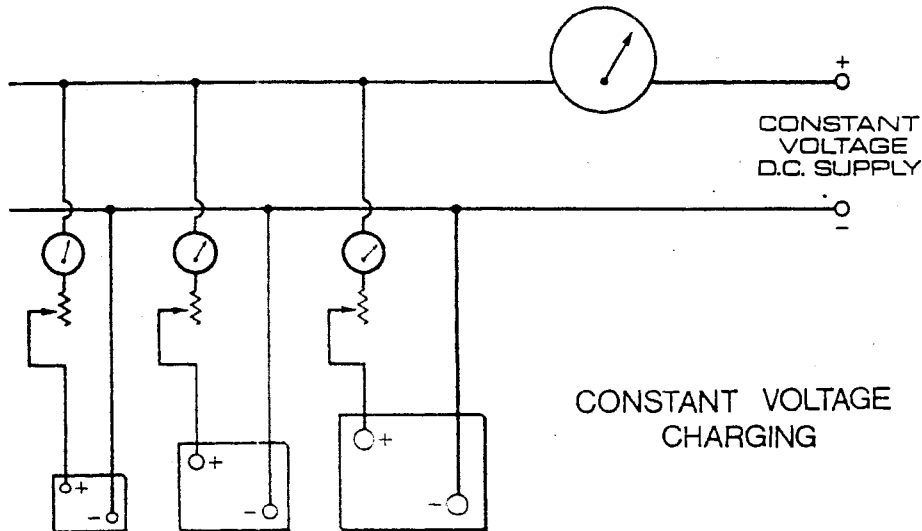 +
CONSTANT
VOLTAGE
D.C. SUPPLY
-
CONSTANT VOLTAGE
CHARGING
+
-
+
-
+
-